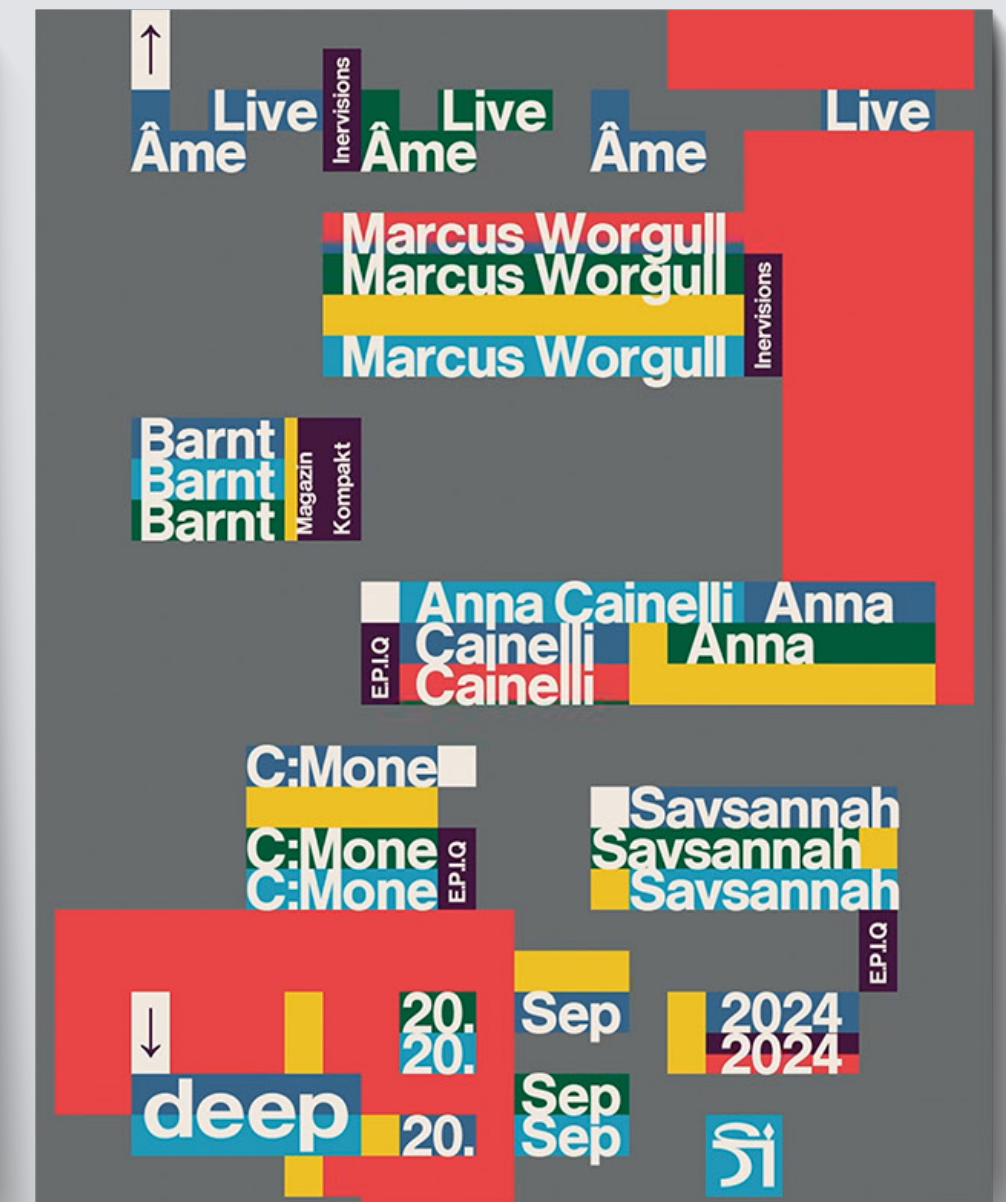 ↑
Live Live Live
Inervisions
Âme Âme Âme
Marcus Worgull
Marcus Worgull
Inervisions
Marcus Worgull
Barnt
Barnt
Barnt
Magazin
Kompakt
Anna Cainelli Anna
Cainelli Anna
Cainelli
E.P.I.Q
C:Mone
C:Mone
C:Mone
E.P.I.Q
Savsannah
Savsannah
Savsannah
E.P.I.Q
↓
20. Sep 2024
20. 2024
deep
Sep
20. Sep